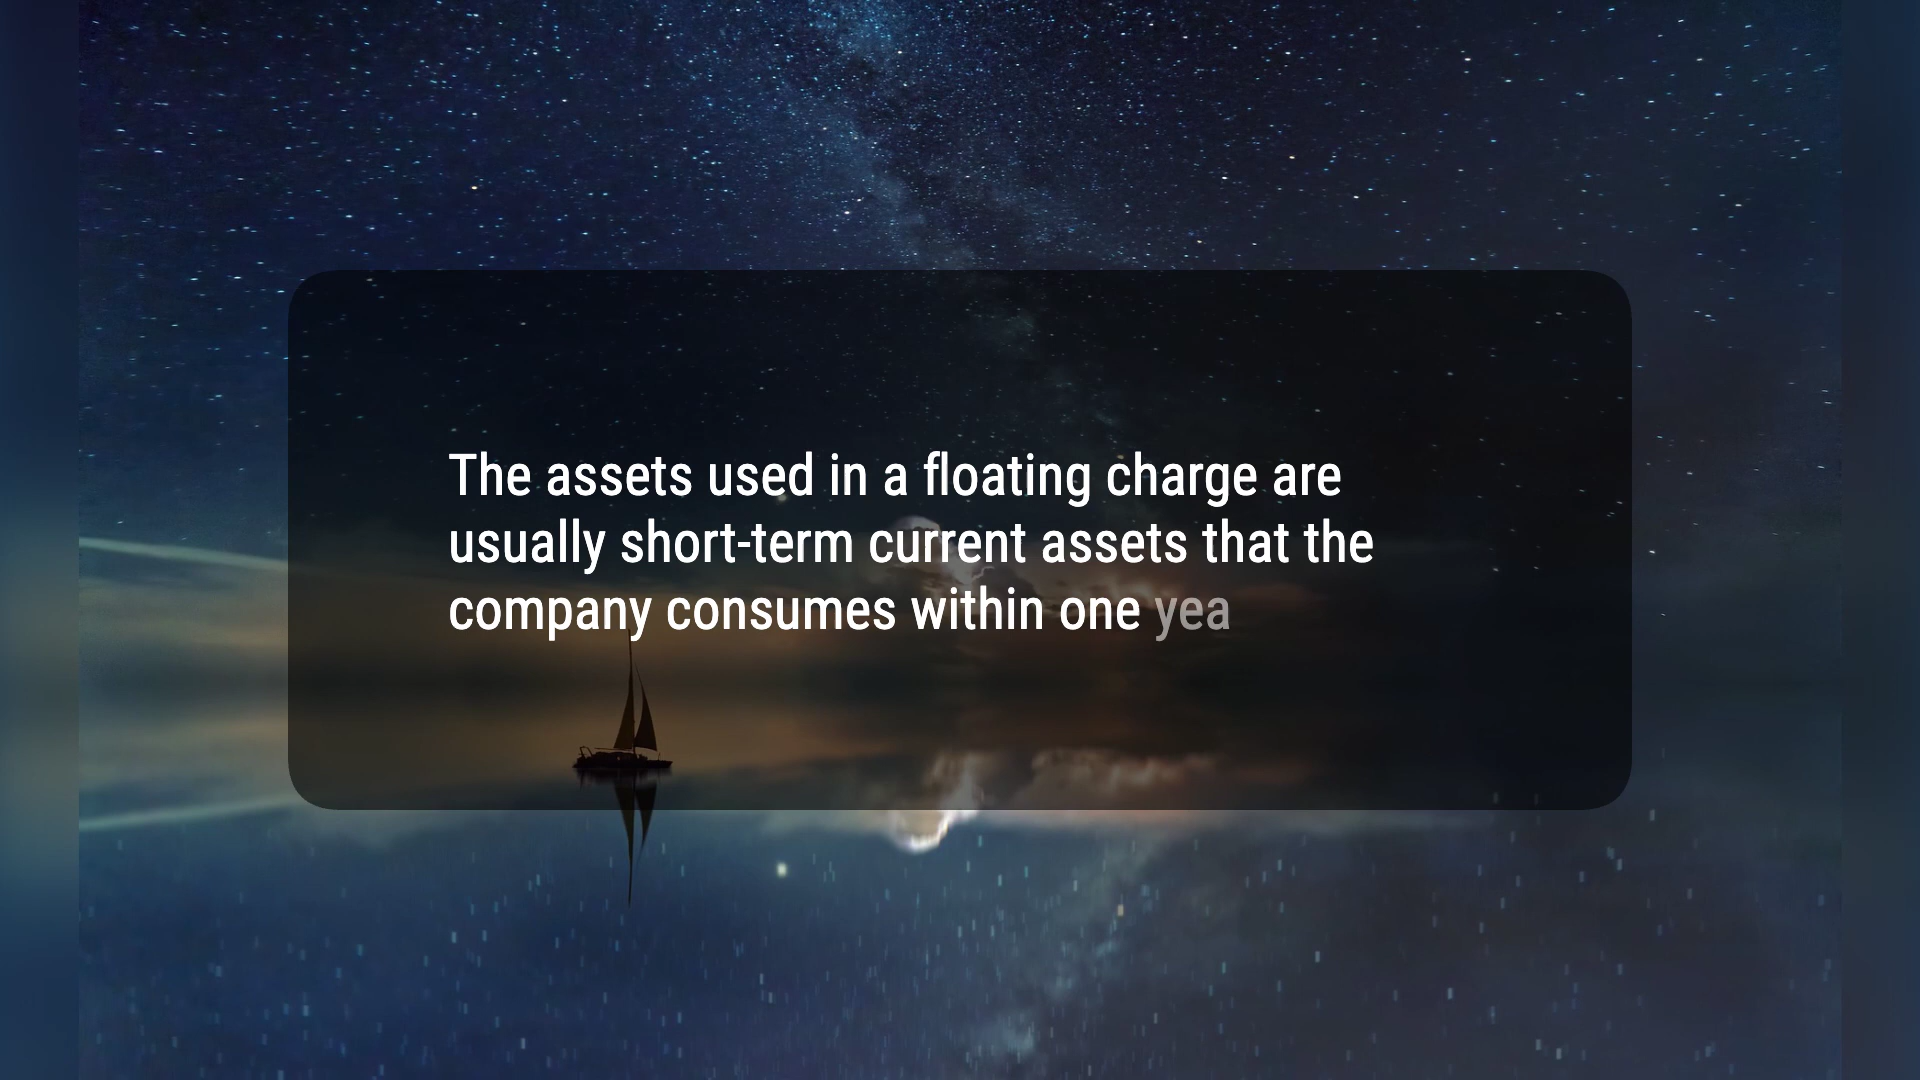 The assets used in a floating charge are
usually short-term current assets that the
company consumes within one yea